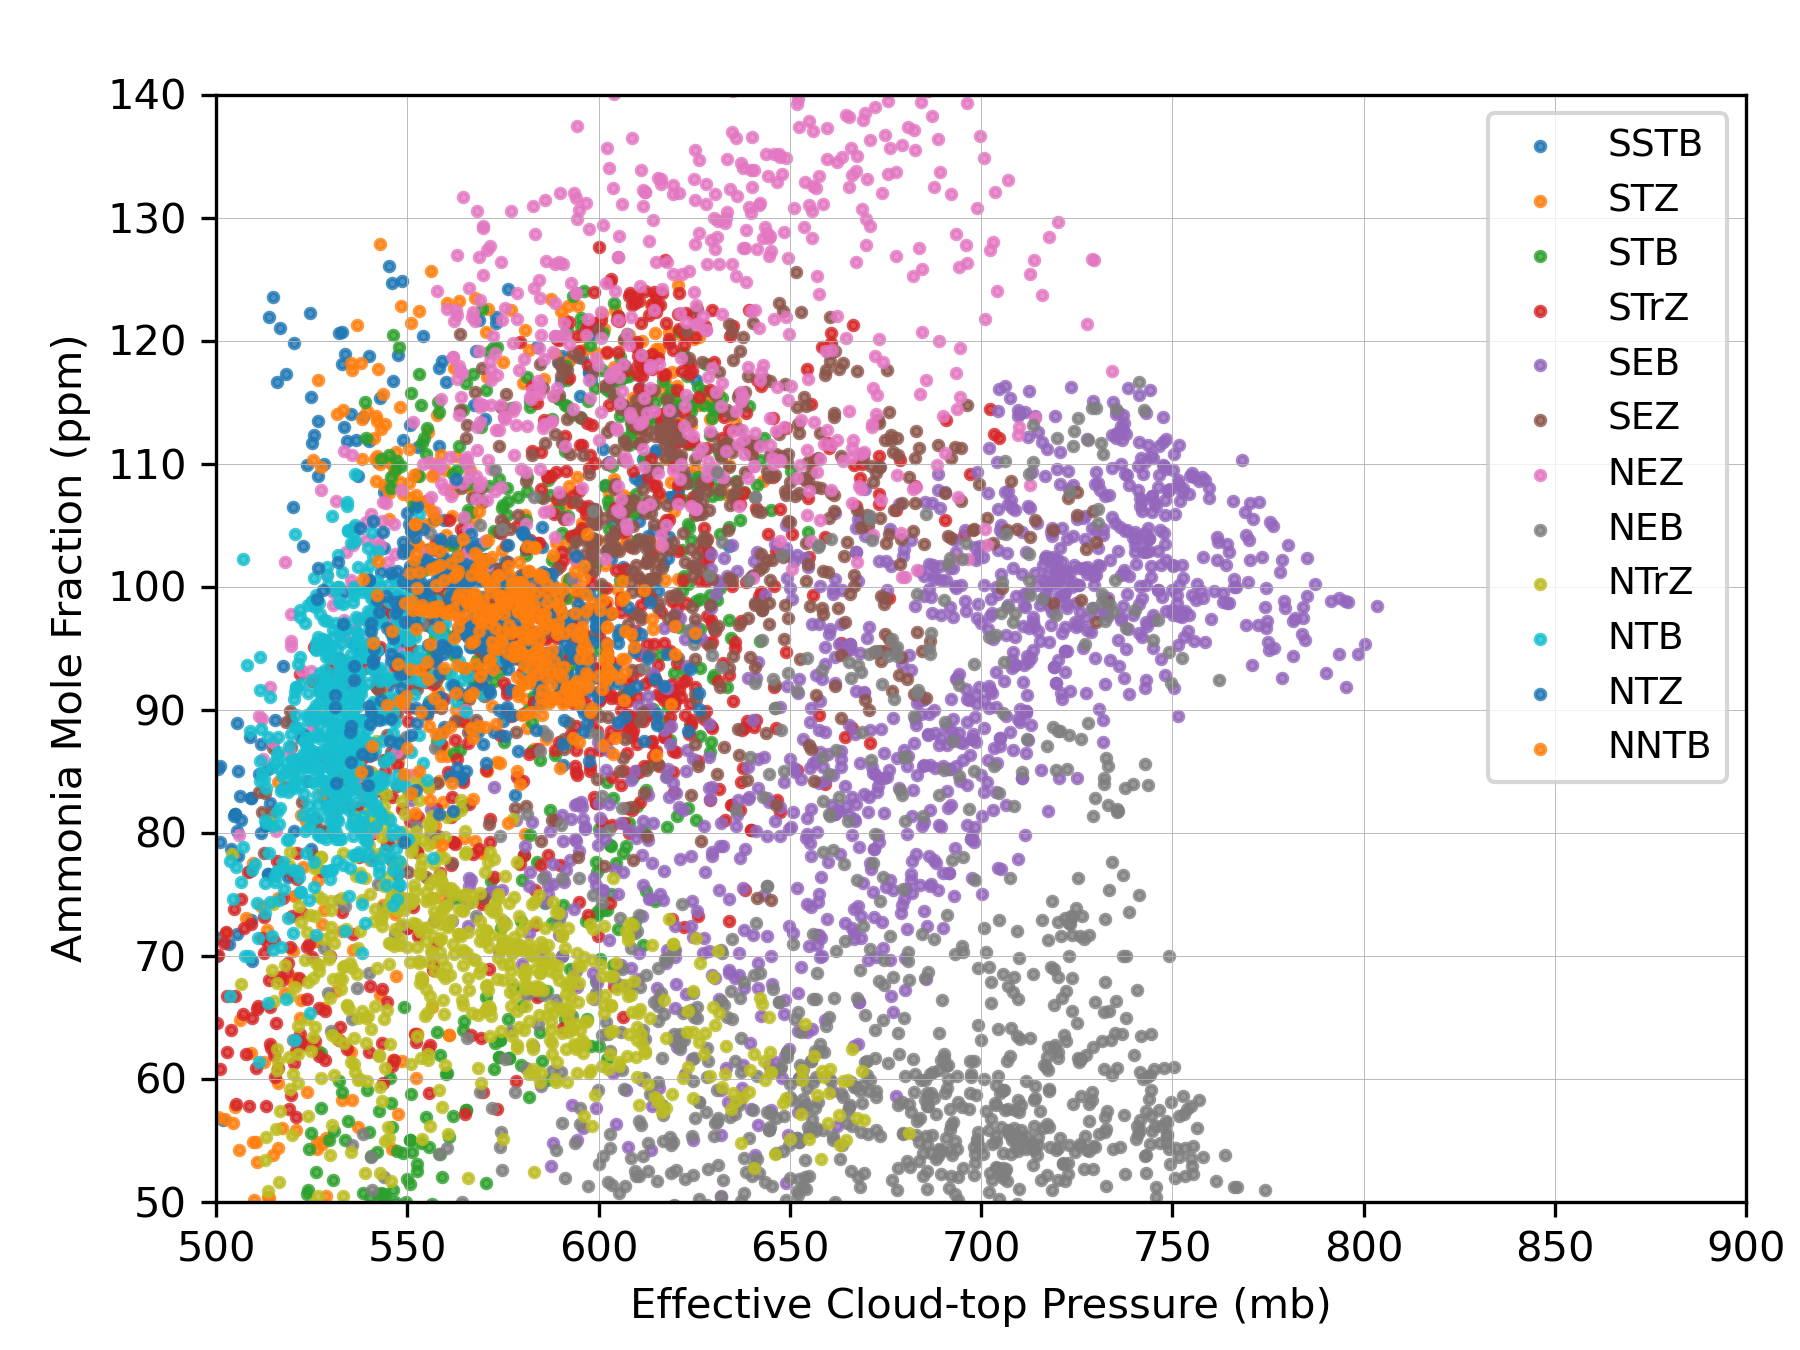 140
130
120
110
100
90
80
70
60
50
Ammonia Mole Fraction (ppm)
SSTB
STZ
STB
STrZ
SEB
SEZ
NEZ
NEB
NTrZ
NTB
NTZ
NNTB
500 550 600 650 700 750 800 850 900
Effective Cloud-top Pressure (mb)